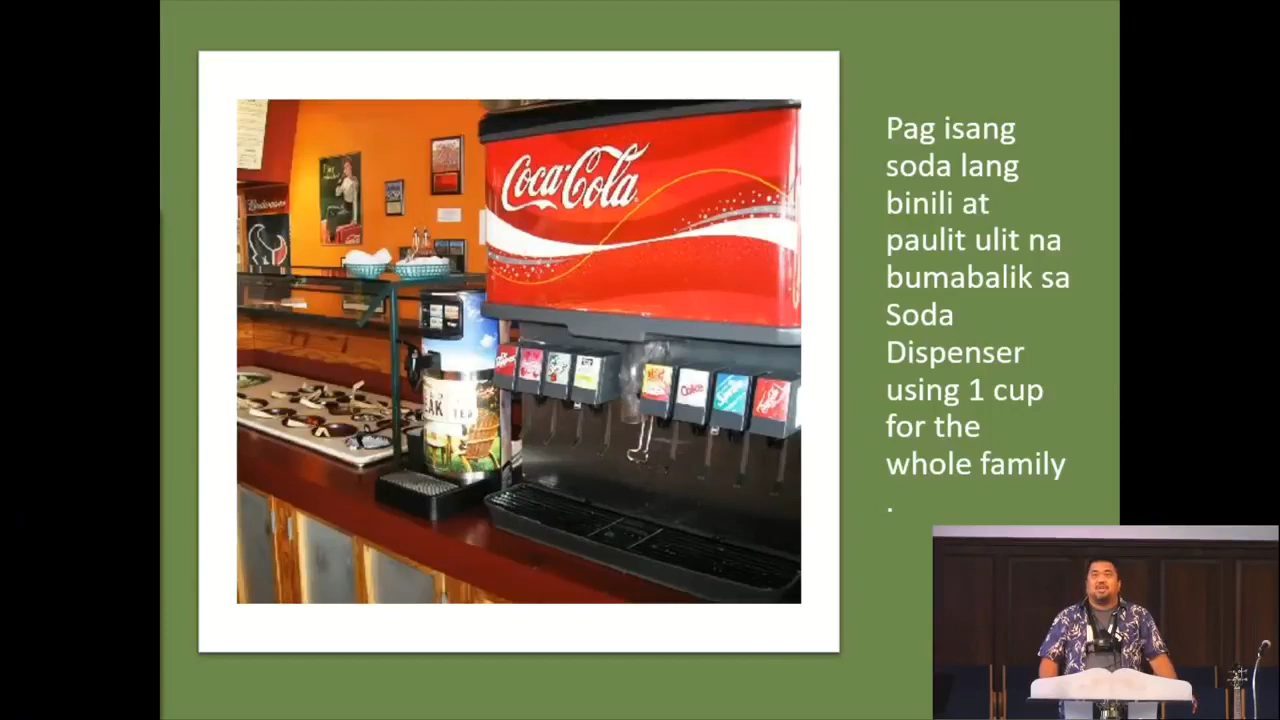 Pag isang
soda lang
binili at
paulit ulit na
bumabalik sa
Soda
Dispenser
using 1 cup
for the
whole family
.
Coca-Cola
Budweiser
Coke